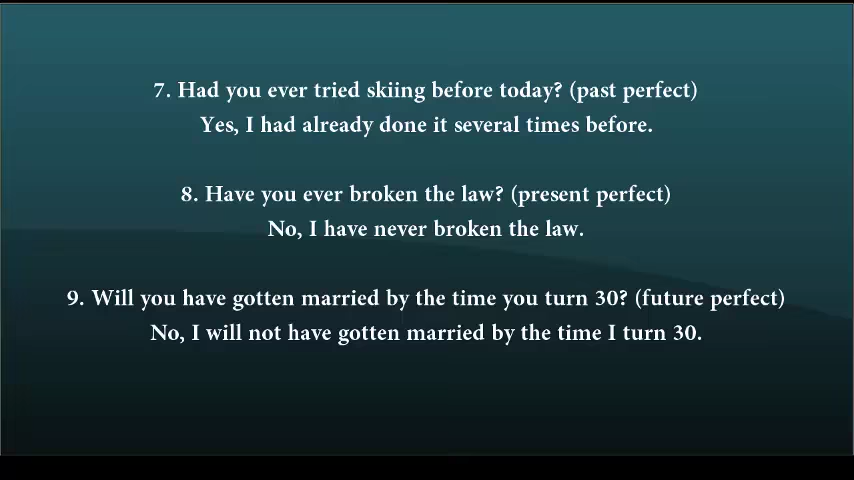 7. Had you ever tried skiing before today? (past perfect)
Yes, I had already done it several times before.
8. Have you ever broken the law? (present perfect)
No, I have never broken the law.
9. Will you have gotten married by the time you turn 30? (future perfect)
No, I will not have gotten married by the time I turn 30.